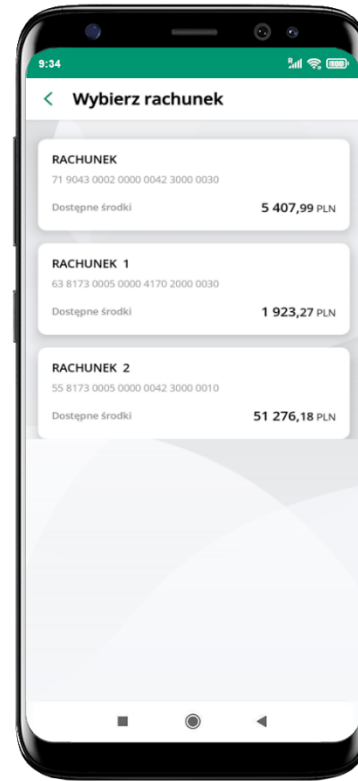 9:34
Wybierz rachunek
RACHUNEK
71 9043 0002 0000 0042 3000 0030
Dostępne środki 5 407,99 PLN
RACHUNEK 1
63 8173 0005 0000 4170 2000 0030
Dostępne środki 1 923,27 PLN
RACHUNEK 2
55 8173 0005 0000 0042 3000 0010
Dostępne środki 51 276,18 PLN